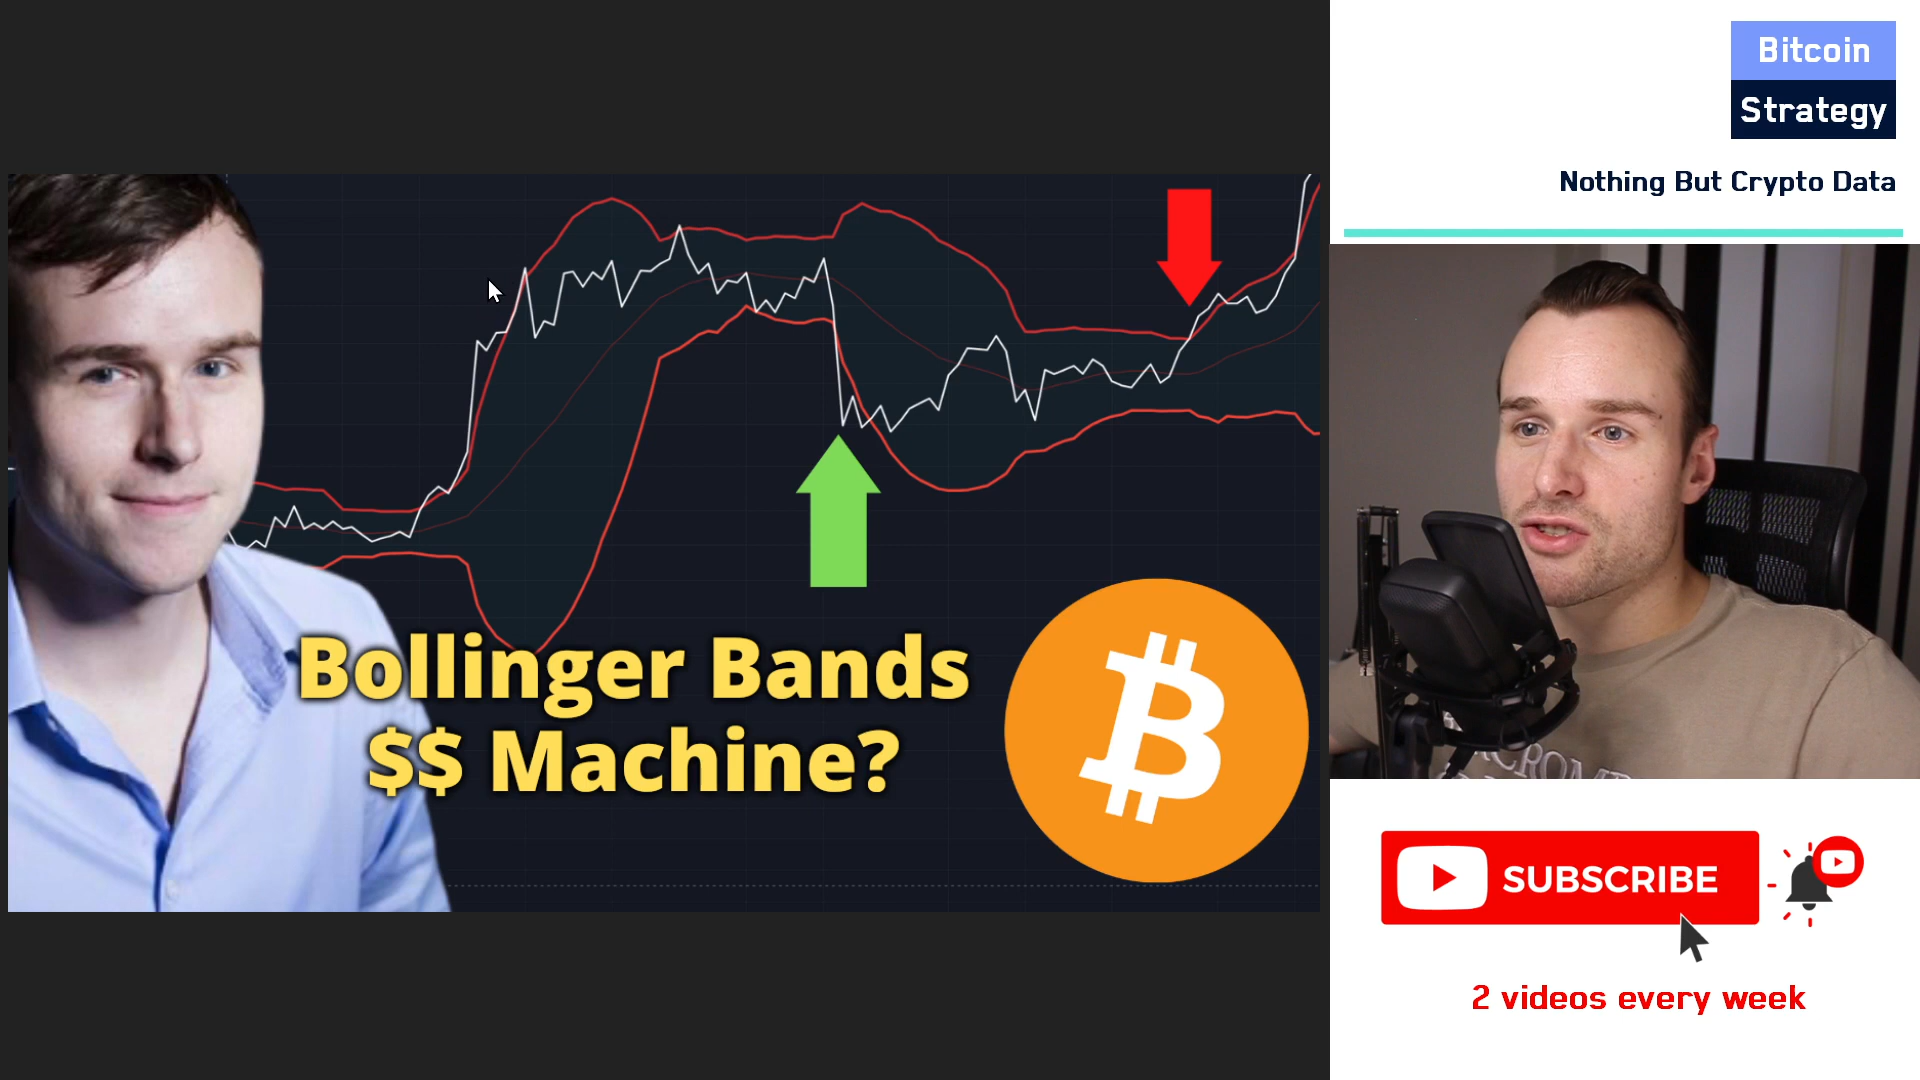 Bitcoin
Strategy
Nothing But Crypto Data
Bollinger Bands
$$ Machine?
SUBSCRIBE
2 videos every week